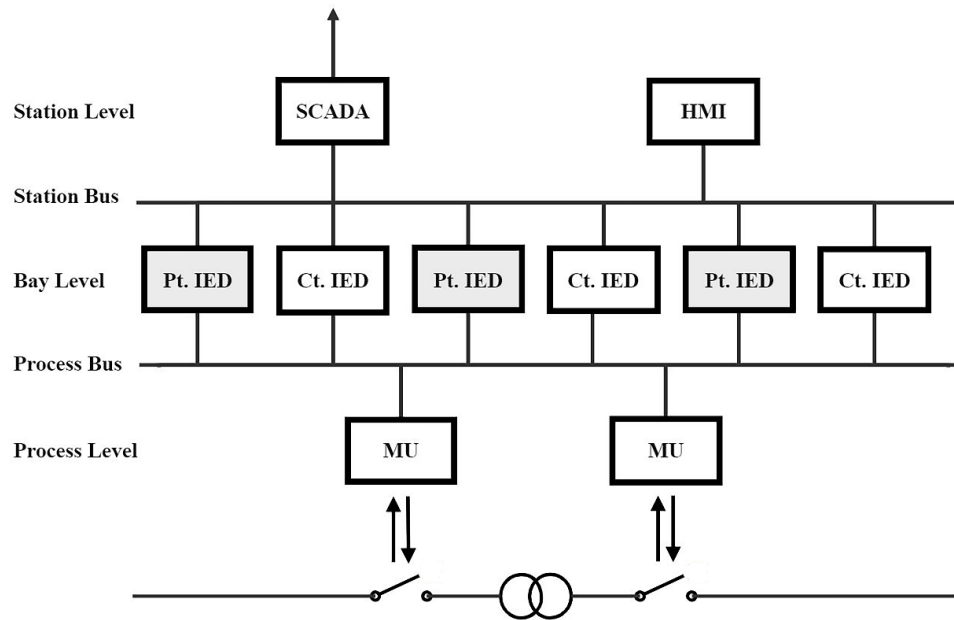 Station Level
SCADA
HMI
Station Bus
Bay Level
Pt. IED
Ct. IED
Pt. IED
Ct. IED
Pt. IED
Ct. IED
Process Bus
Process Level
MU
MU